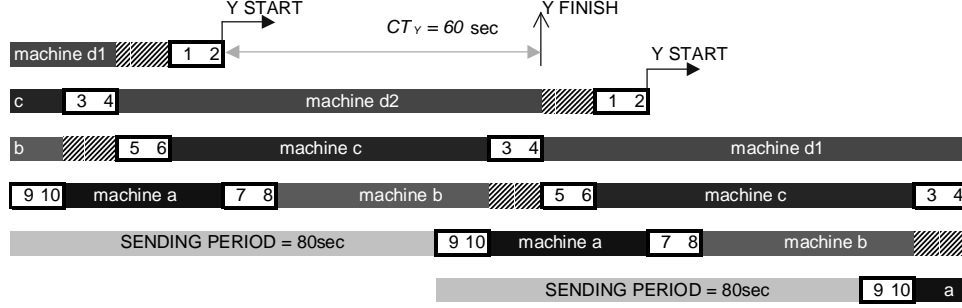 Y START
CT Y = 60 sec
Y FINISH
machine d1
1 2
Y START
c
3 4
machine d2
1 2
b
5 6
machine c
3 4
machine d1
9 10
machine a
7 8
machine b
5 6
machine c
3 4
SENDING PERIOD = 80sec
9 10
machine a
7 8
machine b
SENDING PERIOD = 80sec
9 10
a